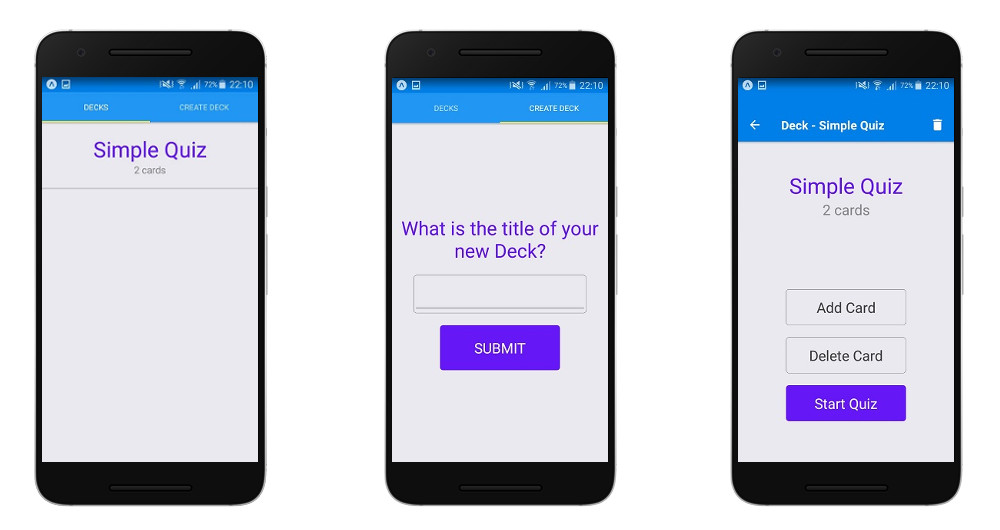 72% 22:10
DECKS CREATE DECK
Simple Quiz
2 cards
72% 22:10
DECKS CREATE DECK
What is the title of your
new Deck?
SUBMIT
72% 22:10
Deck - Simple Quiz
Simple Quiz
2 cards
Add Card
Delete Card
Start Quiz